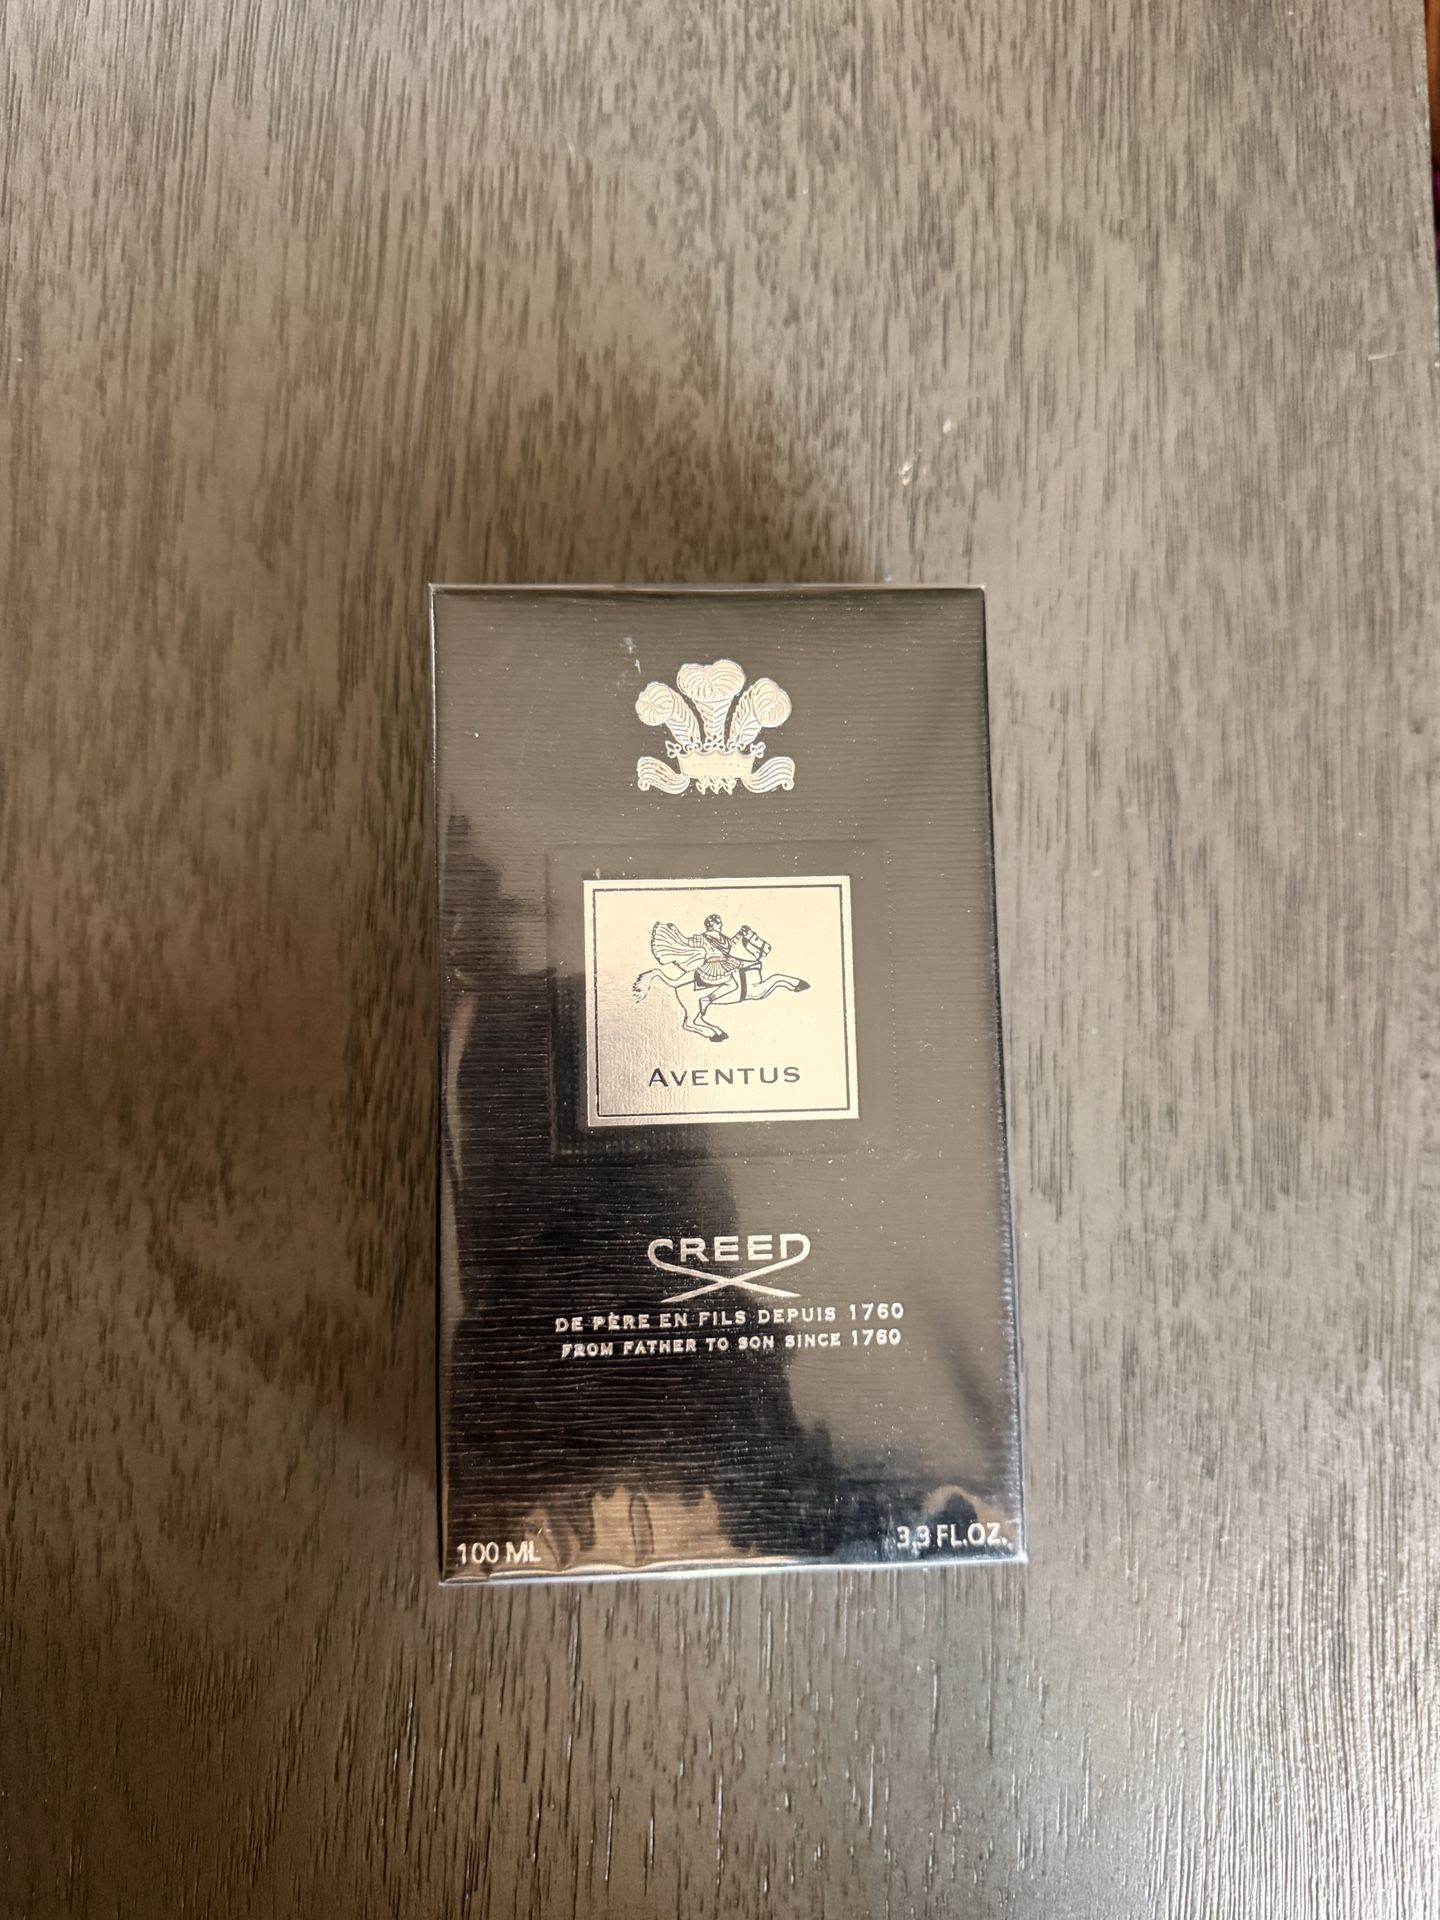 AVENTUS
CREED
DE PÈRE EN FILS DEPUIS 1760
FROM FATHER TO SON SINCE 1760
100 ML
3,3 FL.OZ.